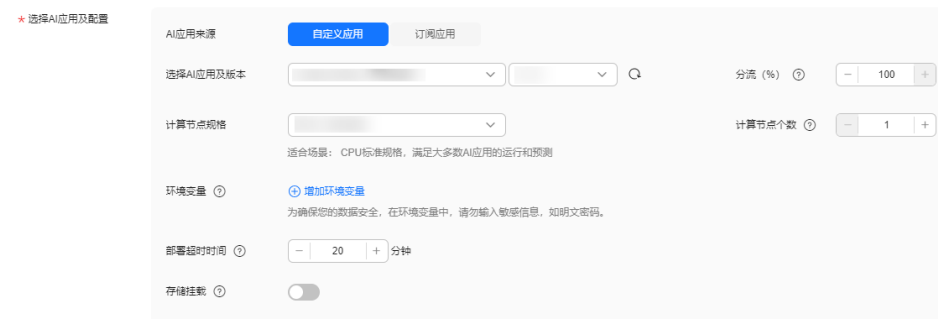 * 选择AI应用及配置
AI应用来源 自定义应用 订阅应用
选择AI应用及版本 分流（%） ? - 100 +
计算节点规格 计算节点个数 ? - 1 +
适合场景： CPU标准规格，满足大多数AI应用的运行和预测
环境变量 ? 增加环境变量
为确保您的数据安全，在环境变量中，请勿输入敏感信息，如明文密码。
部署超时时间 ? - 20 + 分钟
存储挂载 ?